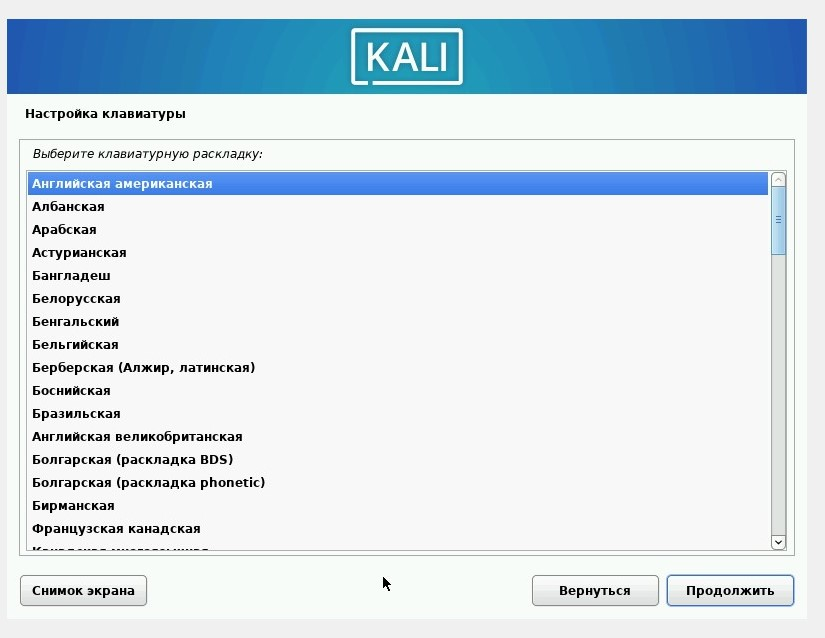 KALI
Настройка клавиатуры
Выберите клавиатурную раскладку:
Английская американская
Албанская
Арабская
Астурианская
Бангладеш
Белорусская
Бенгальский
Бельгийская
Берберская (Алжир, латинская)
Боснийская
Бразильская
Английская великобританская
Болгарская (раскладка BDS)
Болгарская (раскладка phonetic)
Бирманская
Французская канадская
Снимок экрана
Вернуться
Продолжить